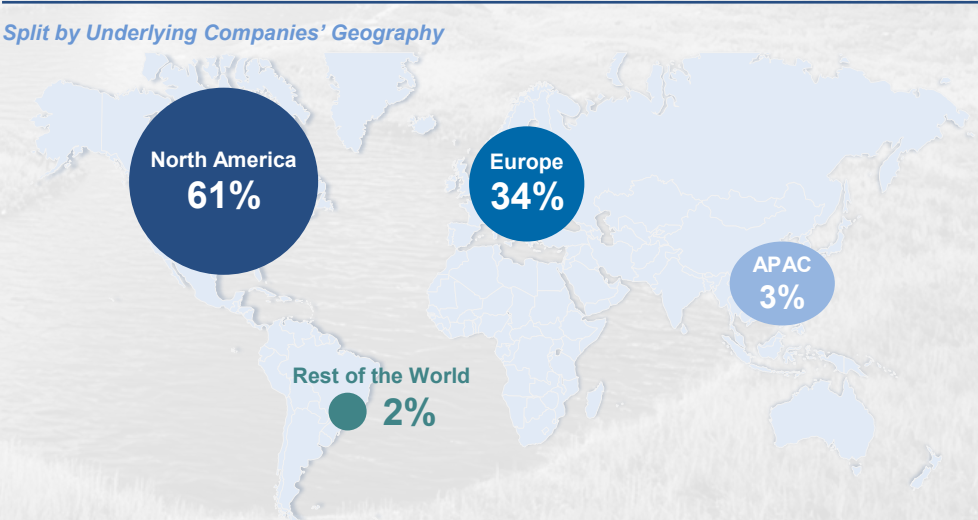 Split by Underlying Companies’ Geography
North America
61%
Europe
34%
APAC
3%
Rest of the World
2%